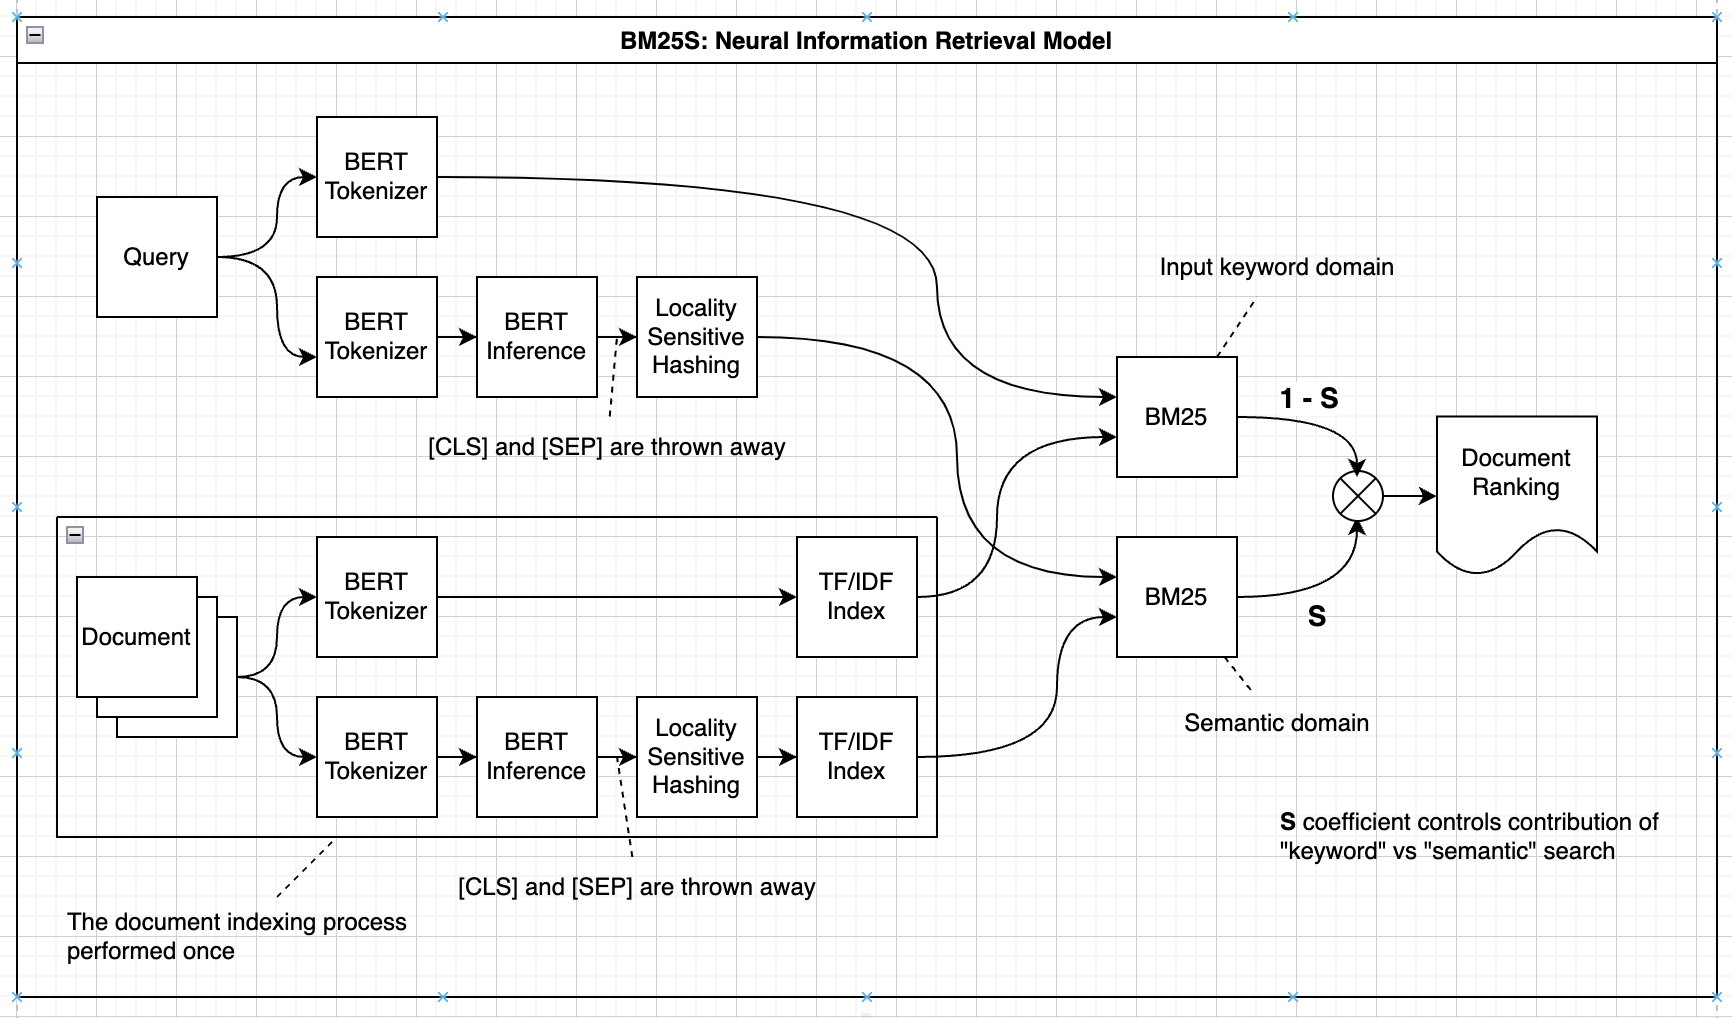 BM25S: Neural Information Retrieval Model
BERT
Tokenizer
Query
BERT
Tokenizer
BERT
Inference
Locality
Sensitive
Hashing
[CLS] and [SEP] are thrown away
Input keyword domain
BM25
1 - S
Document
Ranking
BM25
S
Semantic domain
Document
BERT
Tokenizer
TF/IDF
Index
BERT
Tokenizer
BERT
Inference
Locality
Sensitive
Hashing
TF/IDF
Index
[CLS] and [SEP] are thrown away
The document indexing process
performed once
S coefficient controls contribution of
"keyword" vs "semantic" search